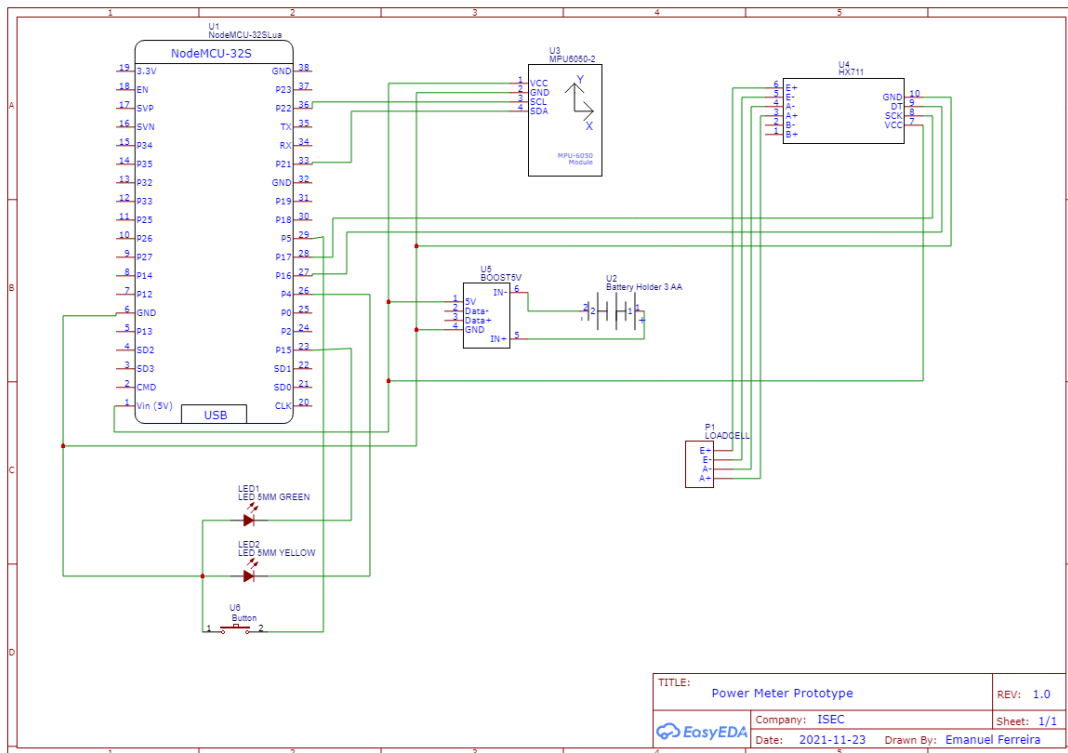 1 2 3 4 5
A
B
C
D
U1
NodeMCU-32SLua
NodeMCU-32S
19 3.3V GND 38
18 EN P23 37
17 SVP P22 36
16 SVN TX 35
15 P34 RX 34
14 P35 P21 33
13 P32 GND 32
12 P33 P19 31
11 P25 P18 30
10 P26 P5 29
9 P27 P17 28
8 P14 P16 27
7 P12 P4 26
6 GND P0 25
5 P13 P2 24
4 SD2 P15 23
3 SD3 SD1 22
2 CMD SD0 21
1 Vin (5V) CLK 20
USB
U3
MPU6050-2
1 VCC
2 GND
3 SCL
4 SDA
Y
X
MPU-6050
Module
U4
HX711
6 E+ GND 10
5 E- DT 9
4 A- SCK 8
3 A+ VCC 7
2 B-
1 B+
U5
BOOST5V
1 5V IN- 6
2 Data-
3 Data+
4 GND
IN+ 5
U2
Battery Holder 3 AA
2 2 1 1
- +
P1
LOADCELL
E+
E-
A-
A+
LED1
LED 5MM GREEN
LED2
LED 5MM YELLOW
U6
Button
1 2
TITLE:
Power Meter Prototype
REV: 1.0
EasyEDA
Company: ISEC
Sheet: 1/1
Date: 2021-11-23 Drawn By: Emanuel Ferreira
1 2 3 4 5